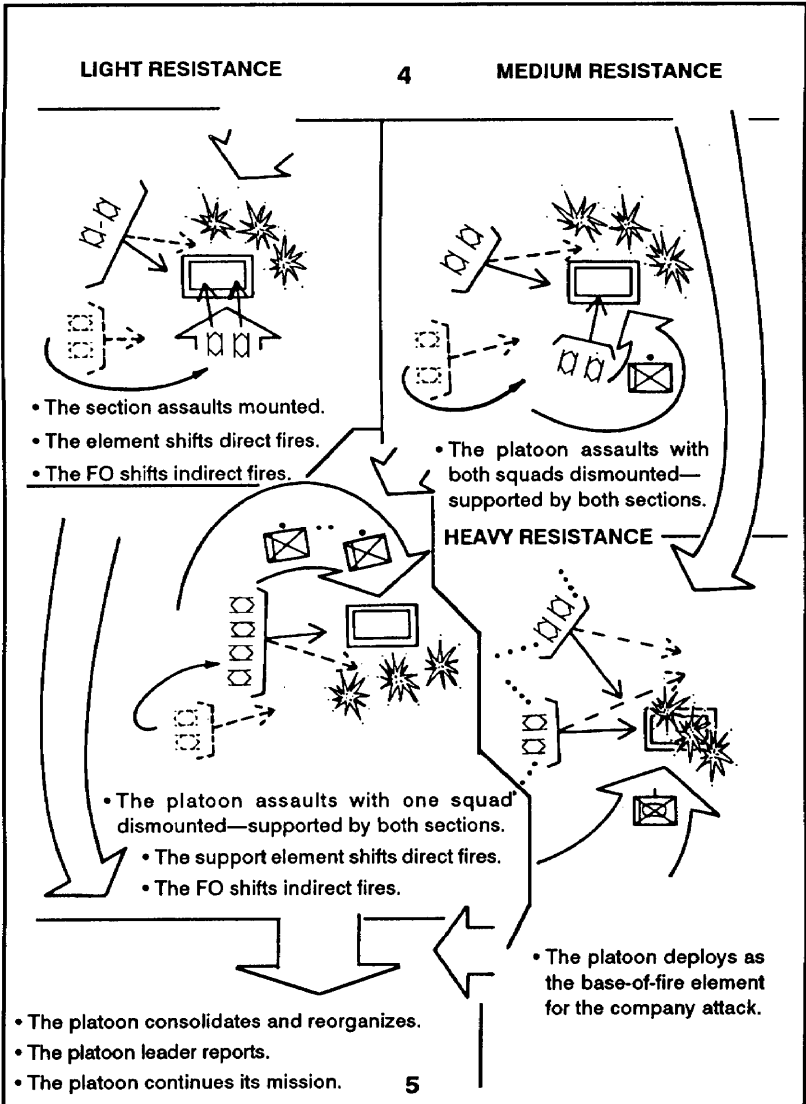 LIGHT RESISTANCE
4
MEDIUM RESISTANCE
• The section assaults mounted.
• The element shifts direct fires.
• The FO shifts indirect fires.
• The platoon assaults with
both squads dismounted—
supported by both sections.
HEAVY RESISTANCE
• The platoon assaults with one squad
dismounted—supported by both sections.
• The support element shifts direct fires.
• The FO shifts indirect fires.
• The platoon deploys as
the base-of-fire element
for the company attack.
• The platoon consolidates and reorganizes.
• The platoon leader reports.
• The platoon continues its mission.
5